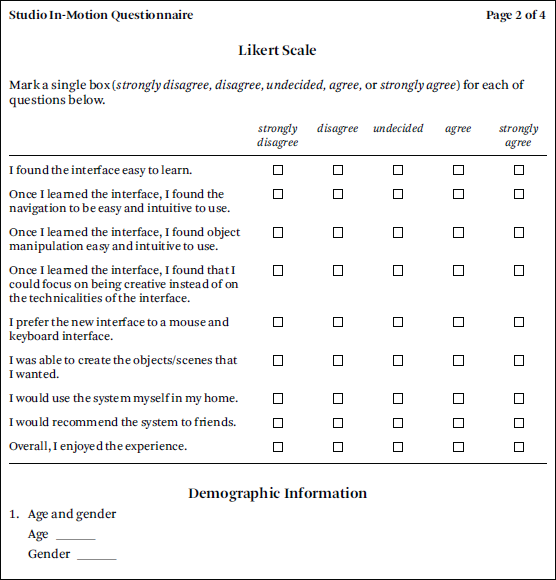 Studio In-Motion Questionnaire Page 2 of 4
Likert Scale
Mark a single box (strongly disagree, disagree, undecided, agree, or strongly agree) for each of
questions below.
strongly disagree undecided agree strongly
disagree agree
I found the interface easy to learn. ☐ ☐ ☐ ☐ ☐
Once I learned the interface, I found the ☐ ☐ ☐ ☐ ☐
navigation to be easy and intuitive to use.
Once I learned the interface, I found object ☐ ☐ ☐ ☐ ☐
manipulation easy and intuitive to use.
Once I learned the interface, I found that I ☐ ☐ ☐ ☐ ☐
could focus on being creative instead of on
the technicalities of the interface.
I prefer the new interface to a mouse and ☐ ☐ ☐ ☐ ☐
keyboard interface.
I was able to create the objects/scenes that ☐ ☐ ☐ ☐ ☐
I wanted.
I would use the system myself in my home. ☐ ☐ ☐ ☐ ☐
I would recommend the system to friends. ☐ ☐ ☐ ☐ ☐
Overall, I enjoyed the experience. ☐ ☐ ☐ ☐ ☐
Demographic Information
1. Age and gender
Age ______
Gender ______